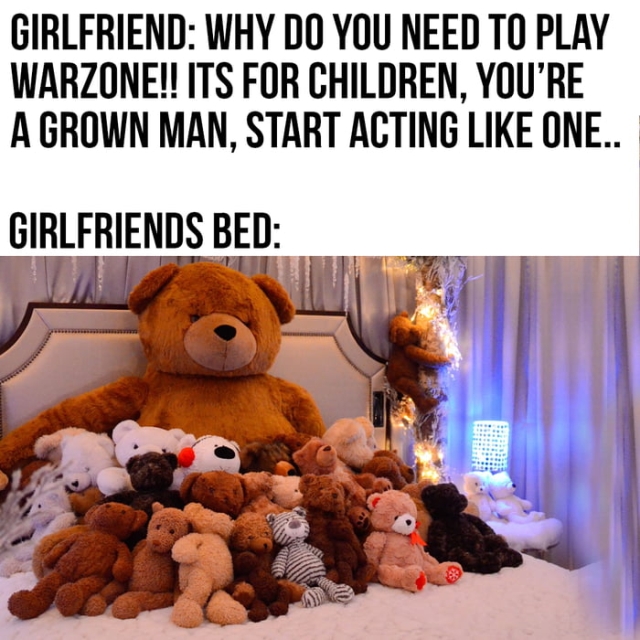 GIRLFRIEND: WHY DO YOU NEED TO PLAY
WARZONE!! ITS FOR CHILDREN, YOU'RE
A GROWN MAN, START ACTING LIKE ONE..
GIRLFRIENDS BED: